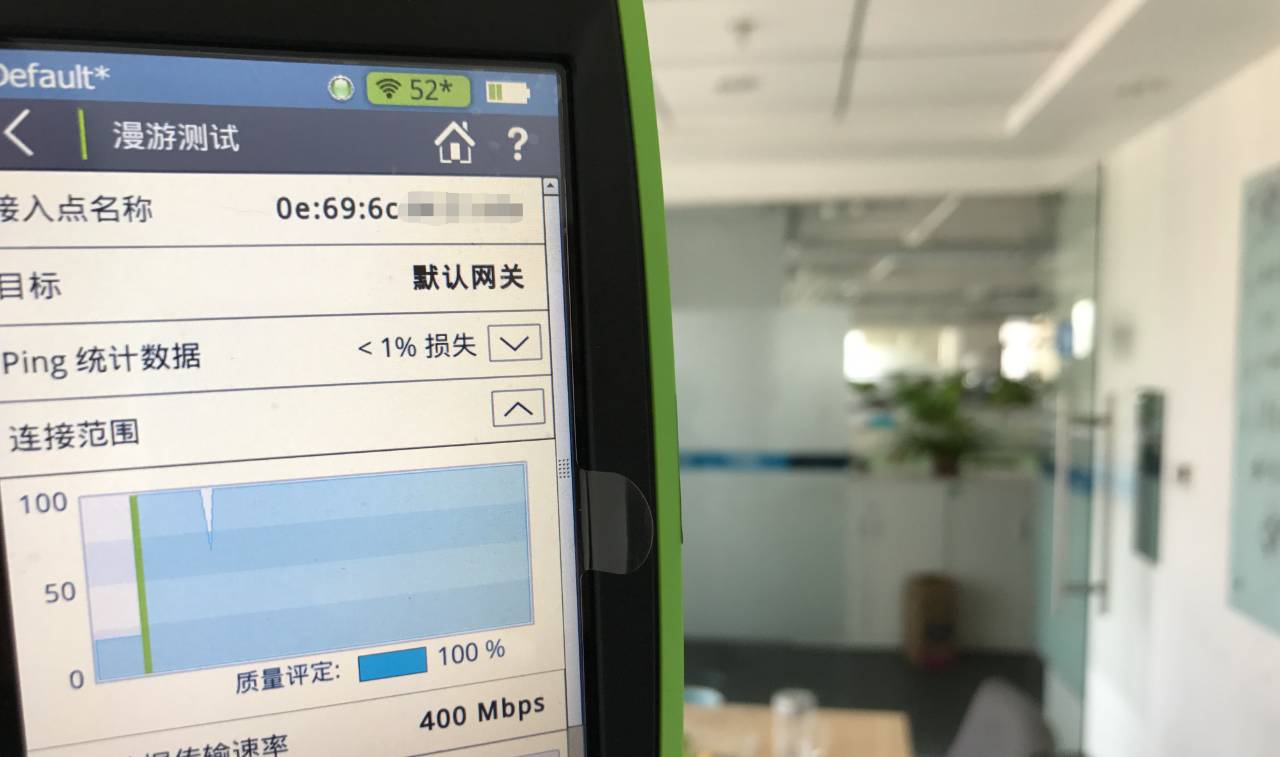 Default*
52*
漫游测试
?
接入点名称 0e:69:6c
目标 默认网关
Ping 统计数据 < 1% 损失
连接范围
100
50
0
质量评定: 100 %
400 Mbps
传输速率